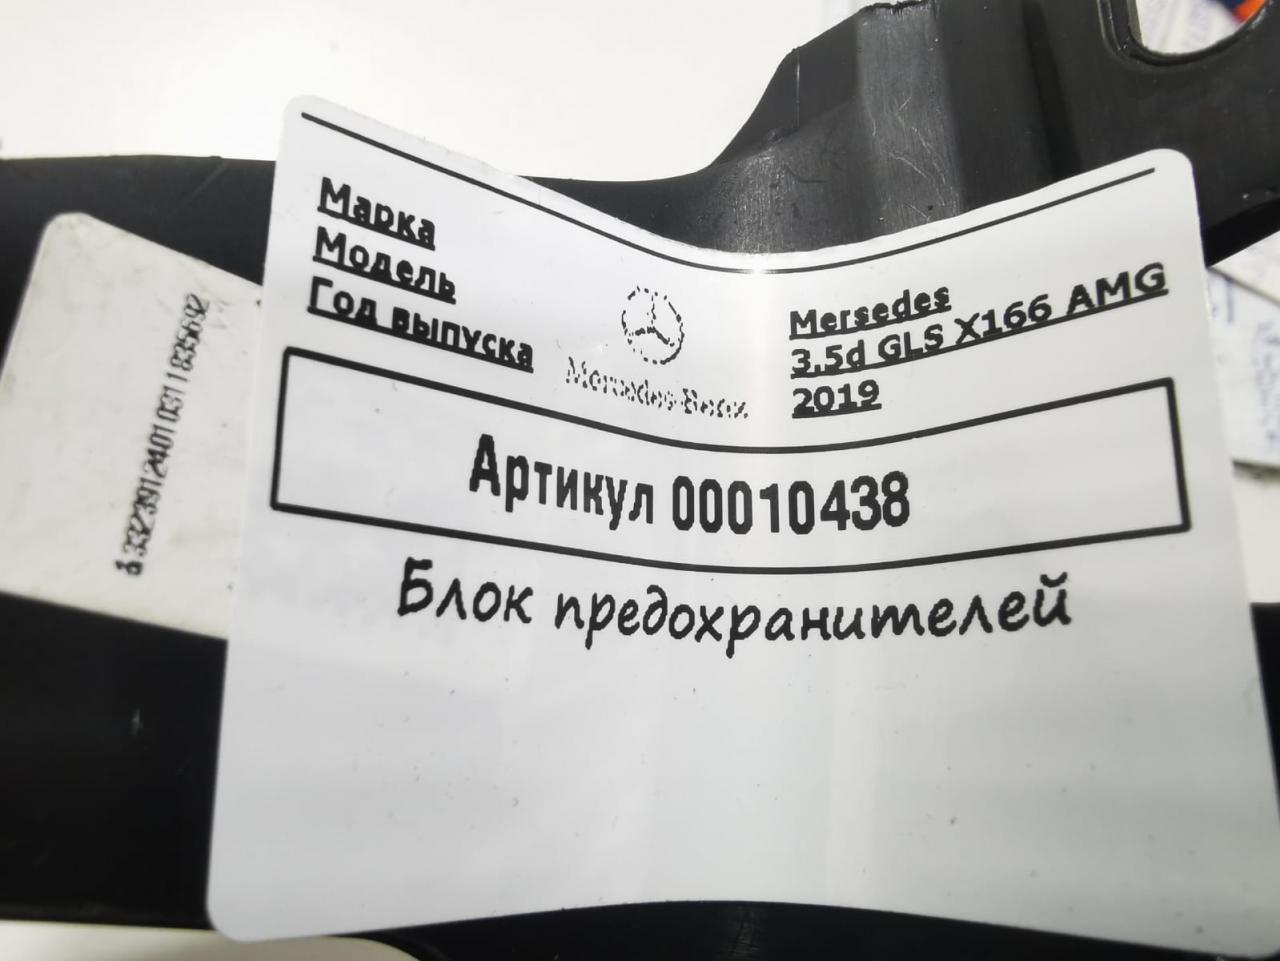 Марка
Модель
Год выпуска
Mercedes-Benz
Mersedes
3.5d GLS X166 AMG
2019
Артикул 00010438
Блок предохранителей